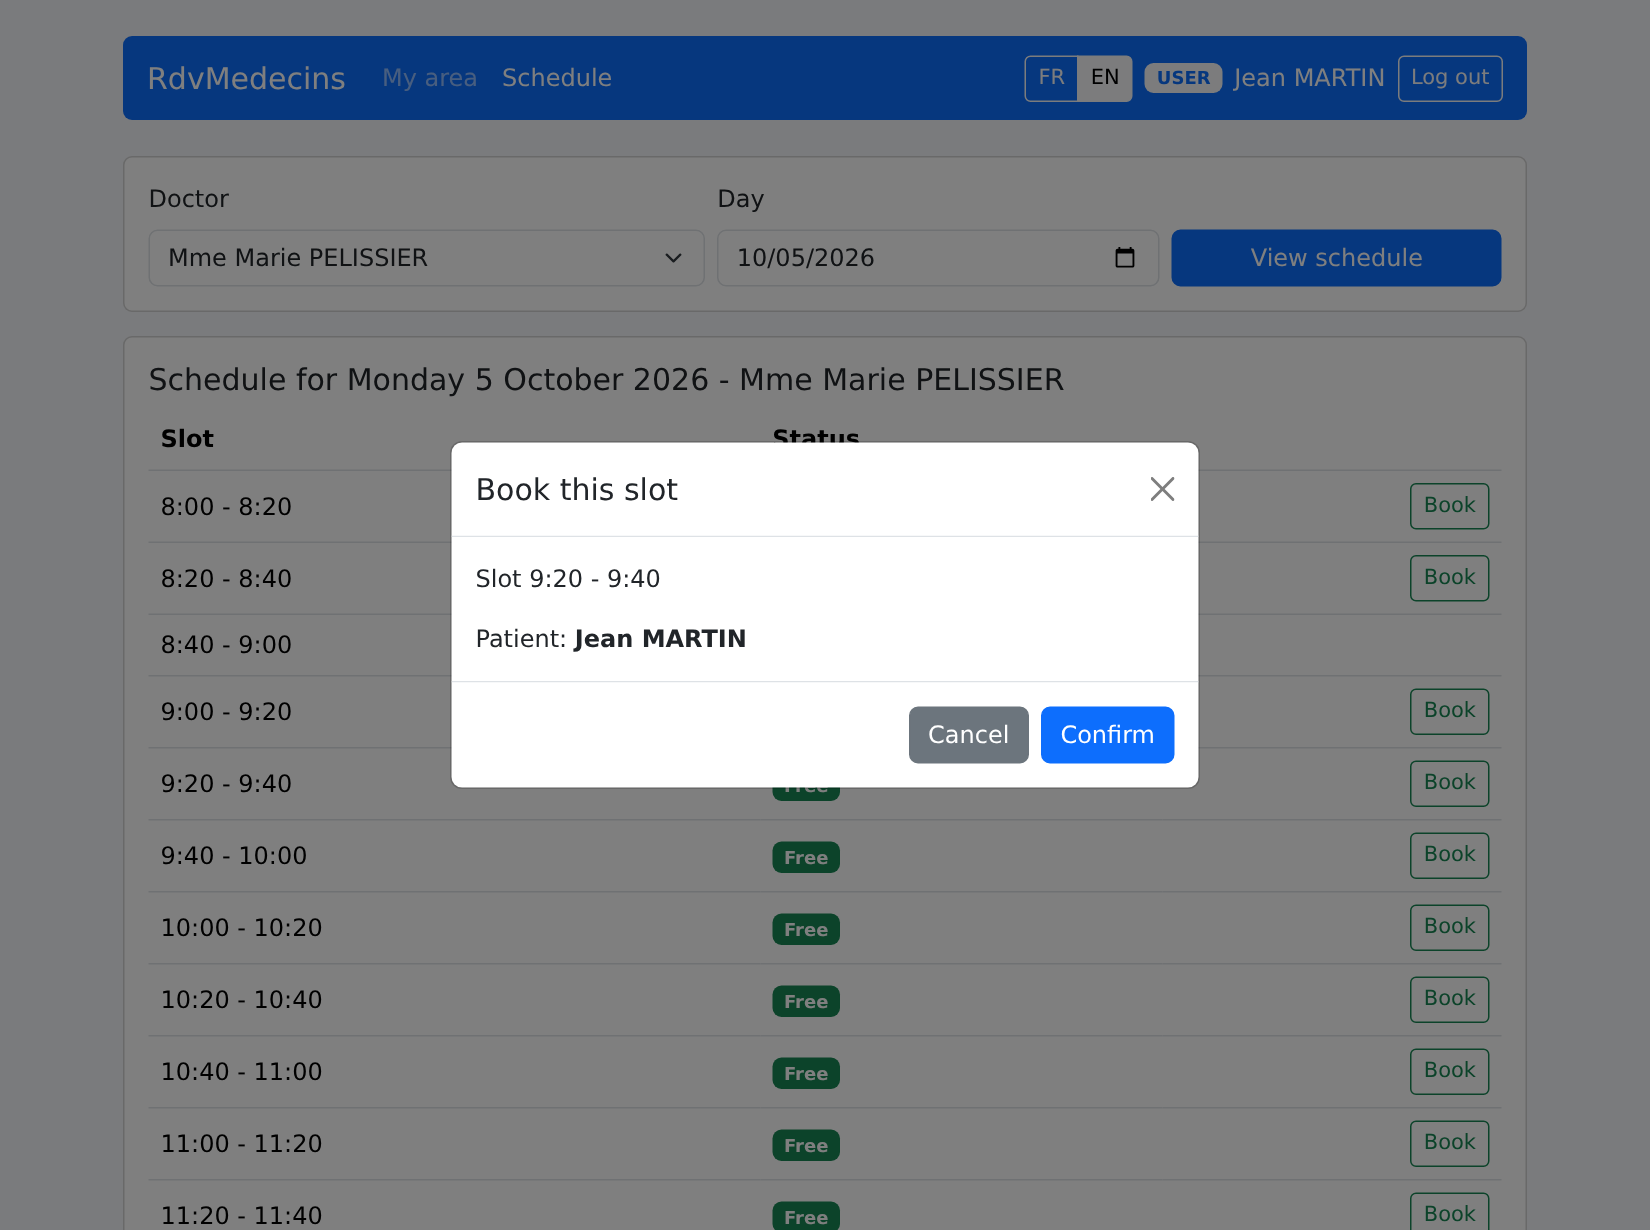 RdvMedecins My area Schedule FR EN USER Jean MARTIN Log out
Doctor Day
Mme Marie PELISSIER 10/05/2026 View schedule
Schedule for Monday 5 October 2026 - Mme Marie PELISSIER
Slot Status
8:00 - 8:20 Book
8:20 - 8:40 Book
8:40 - 9:00
9:00 - 9:20 Book
9:20 - 9:40 Free Book
9:40 - 10:00 Free Book
10:00 - 10:20 Free Book
10:20 - 10:40 Free Book
10:40 - 11:00 Free Book
11:00 - 11:20 Free Book
11:20 - 11:40 Free Book
Book this slot
Slot 9:20 - 9:40
Patient: Jean MARTIN
Cancel Confirm